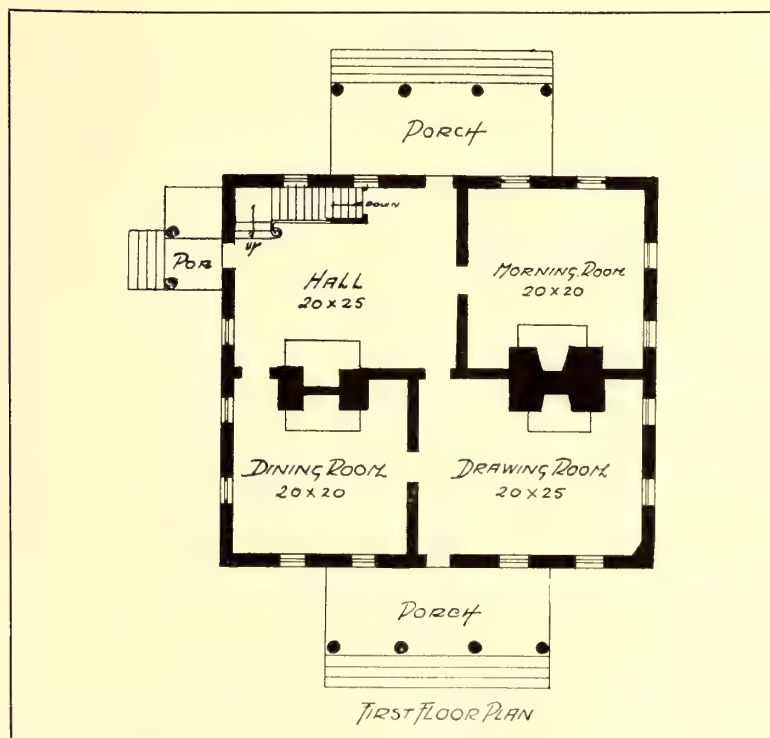 PORCH
DOWN
UP
POR
HALL
20 x 25
MORNING ROOM
20 x 20
DINING ROOM
20 x 20
DRAWING ROOM
20 x 25
PORCH
FIRST FLOOR PLAN